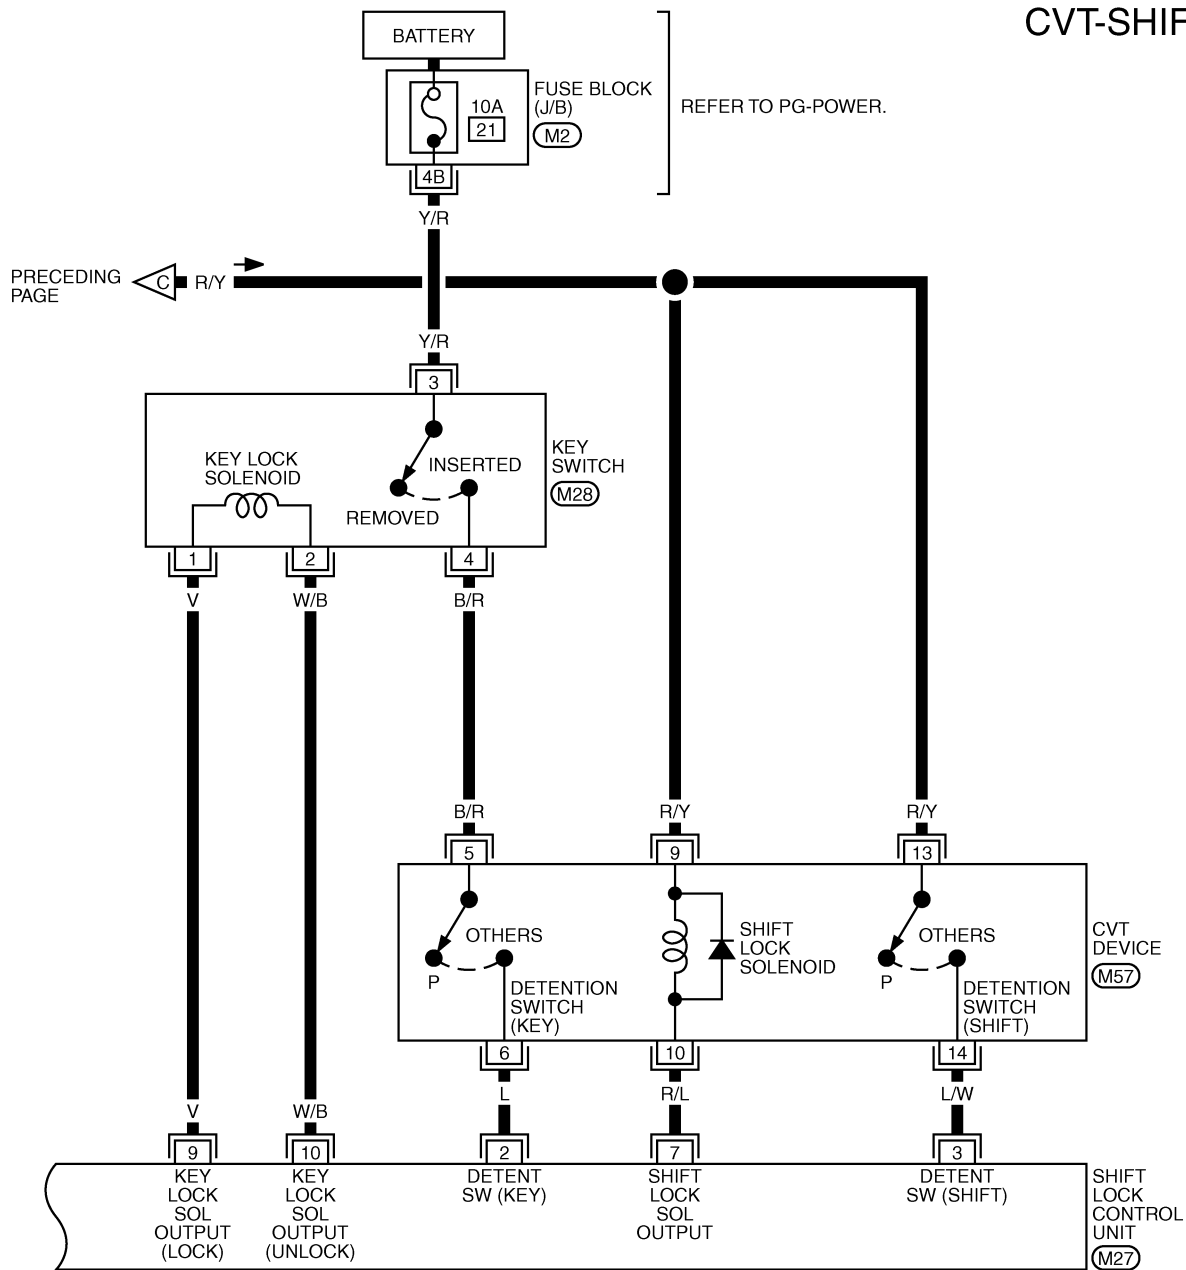 CVT-SHIF
BATTERY
FUSE BLOCK
(J/B)
10A
21
M2
REFER TO PG-POWER.
4B
Y/R
PRECEDING
PAGE
C
R/Y
Y/R
3
KEY LOCK
SOLENOID
INSERTED
REMOVED
KEY
SWITCH
M28
1
2
4
V
W/B
B/R
B/R
R/Y
R/Y
5
9
13
OTHERS
P
DETENTION
SWITCH
(KEY)
SHIFT
LOCK
SOLENOID
OTHERS
P
DETENTION
SWITCH
(SHIFT)
CVT
DEVICE
M57
6
10
14
L
R/L
L/W
V
W/B
9
10
2
7
3
KEY
LOCK
SOL
OUTPUT
(LOCK)
KEY
LOCK
SOL
OUTPUT
(UNLOCK)
DETENT
SW (KEY)
SHIFT
LOCK
SOL
OUTPUT
DETENT
SW (SHIFT)
SHIFT
LOCK
CONTROL
UNIT
M27